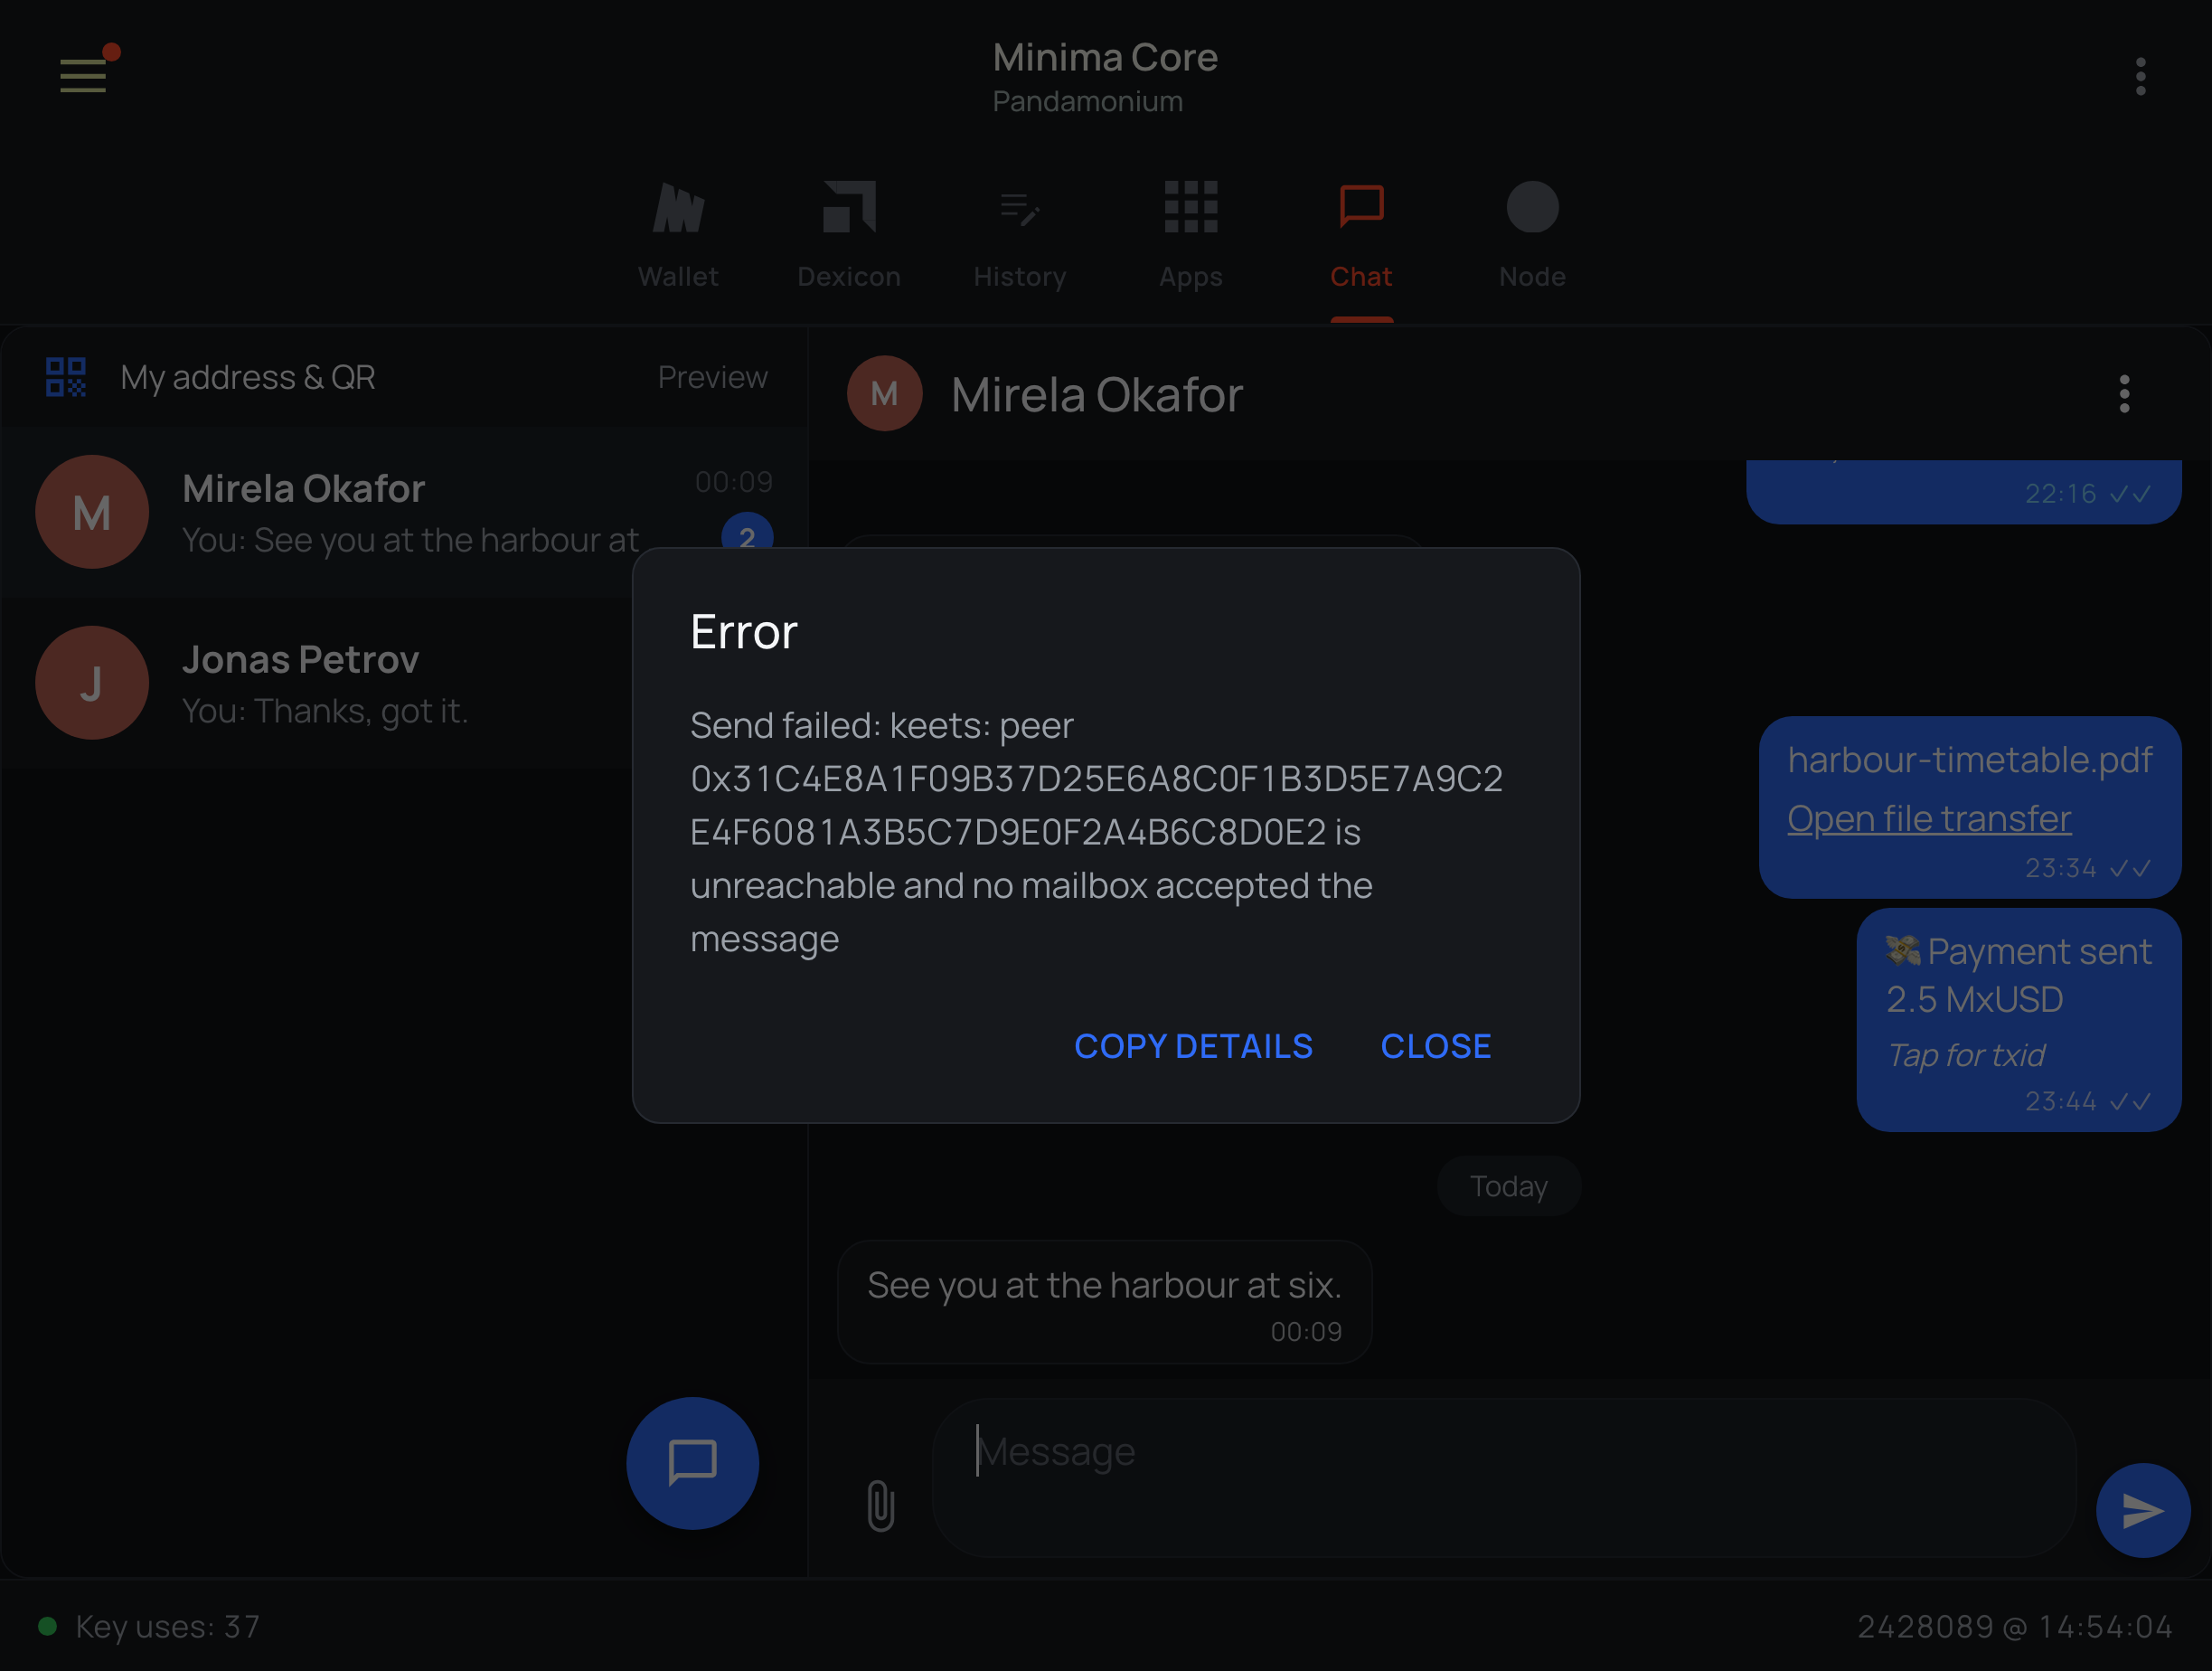 Minima Core
Pandamonium
Wallet
Dexicon
History
Apps
Chat
Node
My address & QR
Preview
M
Mirela Okafor
00:09
You: See you at the harbour at
2
J
Jonas Petrov
You: Thanks, got it.
M
Mirela Okafor
22:16
harbour-timetable.pdf
Open file transfer
23:34
Payment sent
2.5 MxUSD
Tap for txid
23:44
Today
See you at the harbour at six.
00:09
Message
Error
Send failed: keets: peer
0x31C4E8A1F09B37D25E6A8C0F1B3D5E7A9C2
E4F6081A3B5C7D9E0F2A4B6C8D0E2 is
unreachable and no mailbox accepted the
message
COPY DETAILS
CLOSE
Key uses: 37
2428089 @ 14:54:04